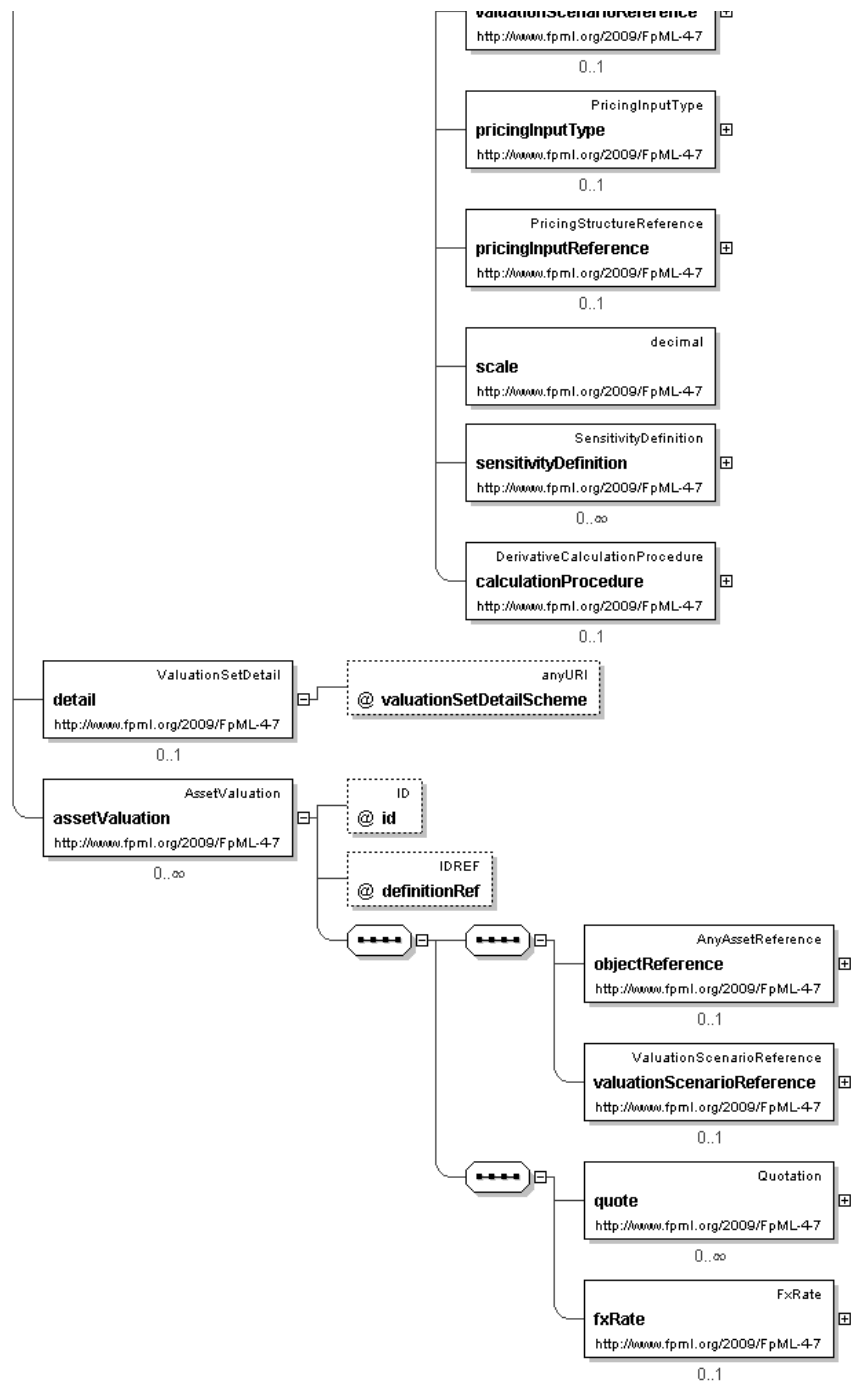 valuationScenarioReference
http://www.fpml.org/2009/FpML-4-7
0..1
PricingInputType
pricingInputType
http://www.fpml.org/2009/FpML-4-7
0..1
PricingStructureReference
pricingInputReference
http://www.fpml.org/2009/FpML-4-7
0..1
decimal
scale
http://www.fpml.org/2009/FpML-4-7
SensitivityDefinition
sensitivityDefinition
http://www.fpml.org/2009/FpML-4-7
0..∞
DerivativeCalculationProcedure
calculationProcedure
http://www.fpml.org/2009/FpML-4-7
0..1
ValuationSetDetail
detail
http://www.fpml.org/2009/FpML-4-7
0..1
anyURI
@ valuationSetDetailScheme
AssetValuation
assetValuation
http://www.fpml.org/2009/FpML-4-7
0..∞
ID
@ id
IDREF
@ definitionRef
AnyAssetReference
objectReference
http://www.fpml.org/2009/FpML-4-7
0..1
ValuationScenarioReference
valuationScenarioReference
http://www.fpml.org/2009/FpML-4-7
0..1
Quotation
quote
http://www.fpml.org/2009/FpML-4-7
0..∞
FxRate
fxRate
http://www.fpml.org/2009/FpML-4-7
0..1